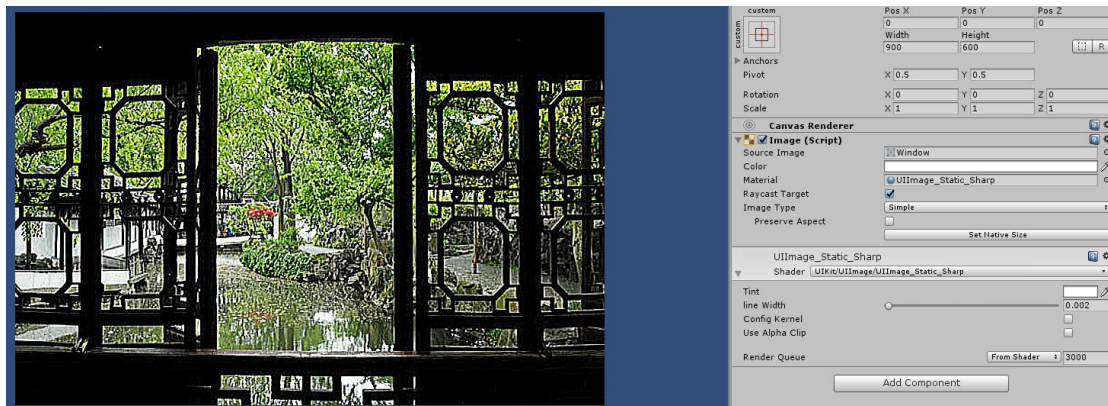 custom
Pos X Pos Y Pos Z
custom
0 0 0
Width Height
900 600
R
Anchors
Pivot X 0.5 Y 0.5
Rotation X 0 Y 0 Z 0
Scale X 1 Y 1 Z 1
Canvas Renderer
Image (Script)
Source Image Window
Color
Material UIImage_Static_Sharp
Raycast Target
Image Type Simple
Preserve Aspect
Set Native Size
UIImage_Static_Sharp
Shader UIKit/UIImage/UIImage_Static_Sharp
Tint
line Width 0.002
Config Kernel
Use Alpha Clip
Render Queue From Shader 3000
Add Component